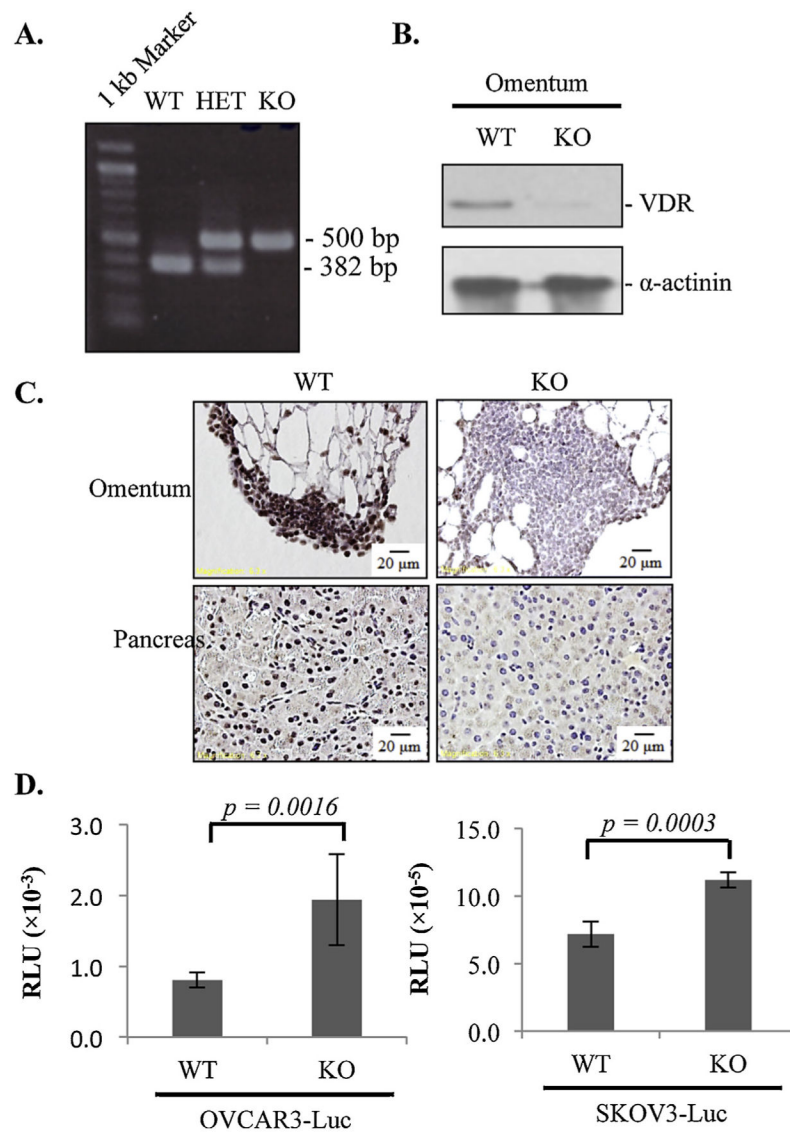 A.
1 kb Marker
WT HET KO
- 500 bp
- 382 bp
B.
Omentum
WT KO
- VDR
- α-actinin
C.
WT KO
Omentum
20 µm
20 µm
Pancreas
20 µm
20 µm
D.
p = 0.0016
RLU (×10⁻³)
3.0
2.0
1.0
0.0
WT KO
OVCAR3-Luc
p = 0.0003
RLU (×10⁻⁵)
15.0
10.0
5.0
0.0
WT KO
SKOV3-Luc